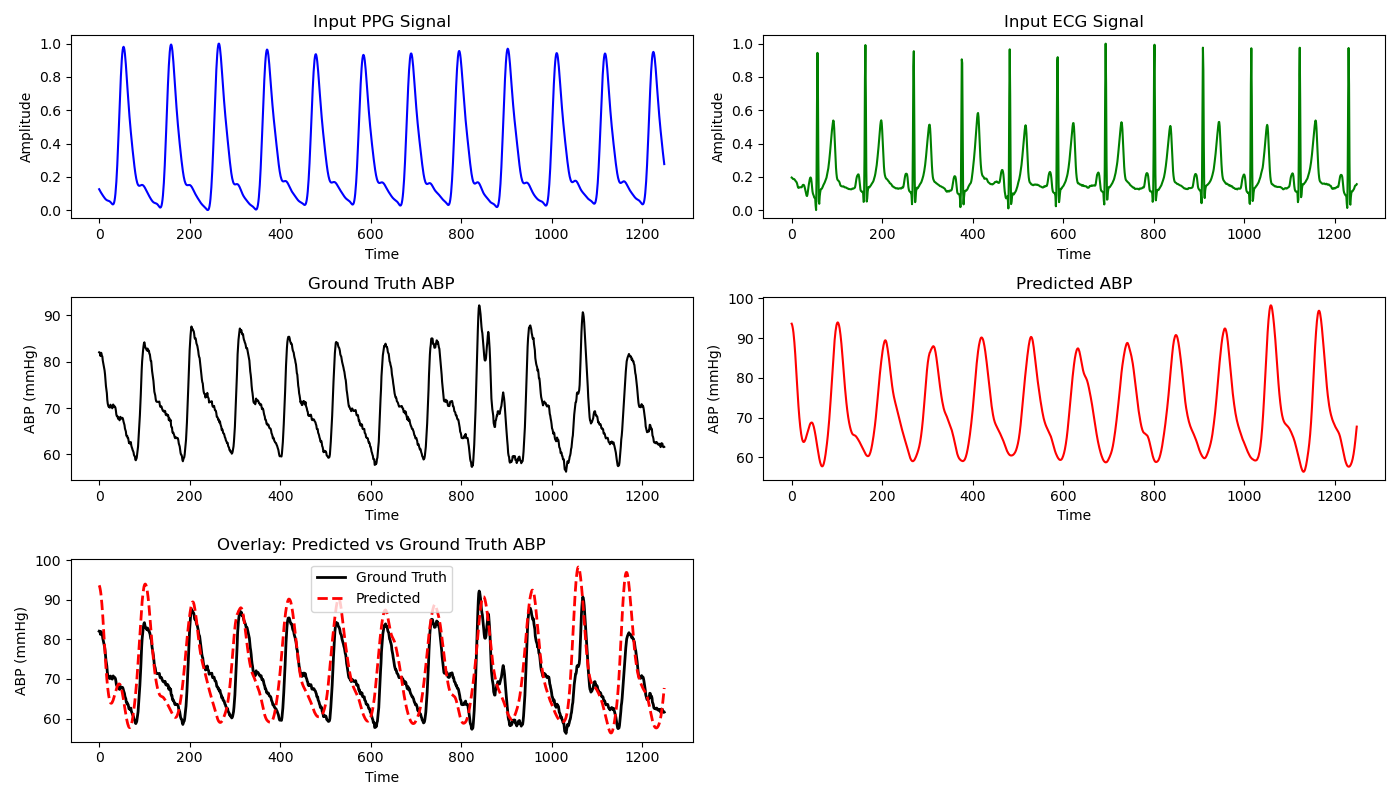 Input PPG Signal
Amplitude
1.0
0.8
0.6
0.4
0.2
0.0
0 200 400 600 800 1000 1200
Time
Input ECG Signal
Amplitude
1.0
0.8
0.6
0.4
0.2
0.0
0 200 400 600 800 1000 1200
Time
Ground Truth ABP
ABP (mmHg)
90
80
70
60
0 200 400 600 800 1000 1200
Time
Predicted ABP
ABP (mmHg)
100
90
80
70
60
0 200 400 600 800 1000 1200
Time
Overlay: Predicted vs Ground Truth ABP
ABP (mmHg)
100
90
80
70
60
Ground Truth
Predicted
0 200 400 600 800 1000 1200
Time